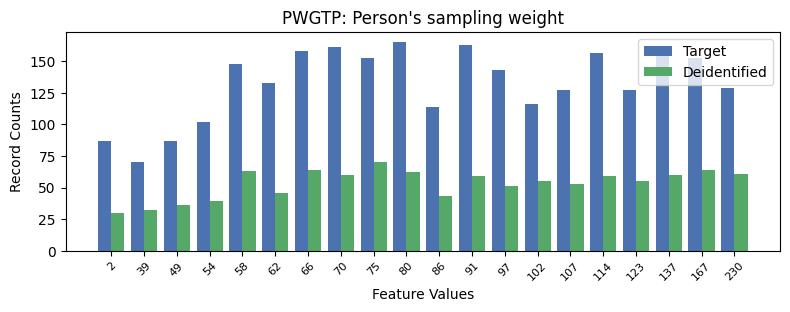 PWGTP: Person's sampling weight
Target
Deidentified
Record Counts
150
125
100
75
50
25
0
2 39 49 54 58 62 66 70 75 80 86 91 97 102 107 114 123 137 167 230
Feature Values